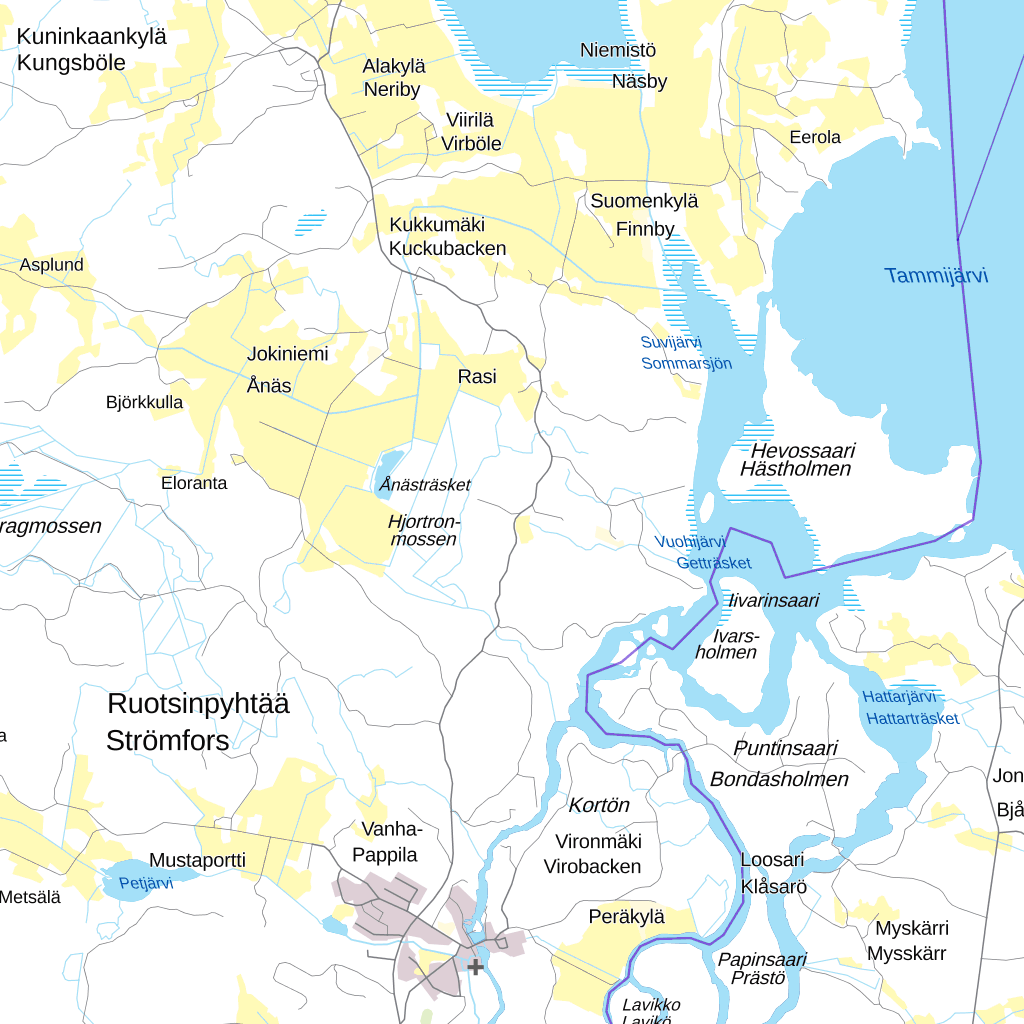 Kuninkaankylä
Kungsböle
Alakylä
Neriby
Niemistö
Näsby
Viirilä
Virböle
Eerola
Suomenkylä
Finnby
Kukkumäki
Kuckubacken
Asplund
Tammijärvi
Suvijärvi
Sommarsjön
Jokiniemi
Ånäs
Rasi
Björkkulla
Hevossaari
Hästholmen
Eloranta
Ånästräsket
ragmossen
Hjortron-
mossen
Vuohijärvi
Getträsket
Iivarinsaari
Ivars-
holmen
Ruotsinpyhtää
Strömfors
Hattarjärvi
Hattarträsket
a
Puntinsaari
Bondasholmen
Jon
Bjå
Kortön
Vanha-
Pappila
Vironmäki
Virobacken
Mustaportti
Petjärvi
Metsälä
Loosari
Klåsarö
Peräkylä
Myskärri
Mysskärr
Papinsaari
Prästö
Lavikko
Lavikö